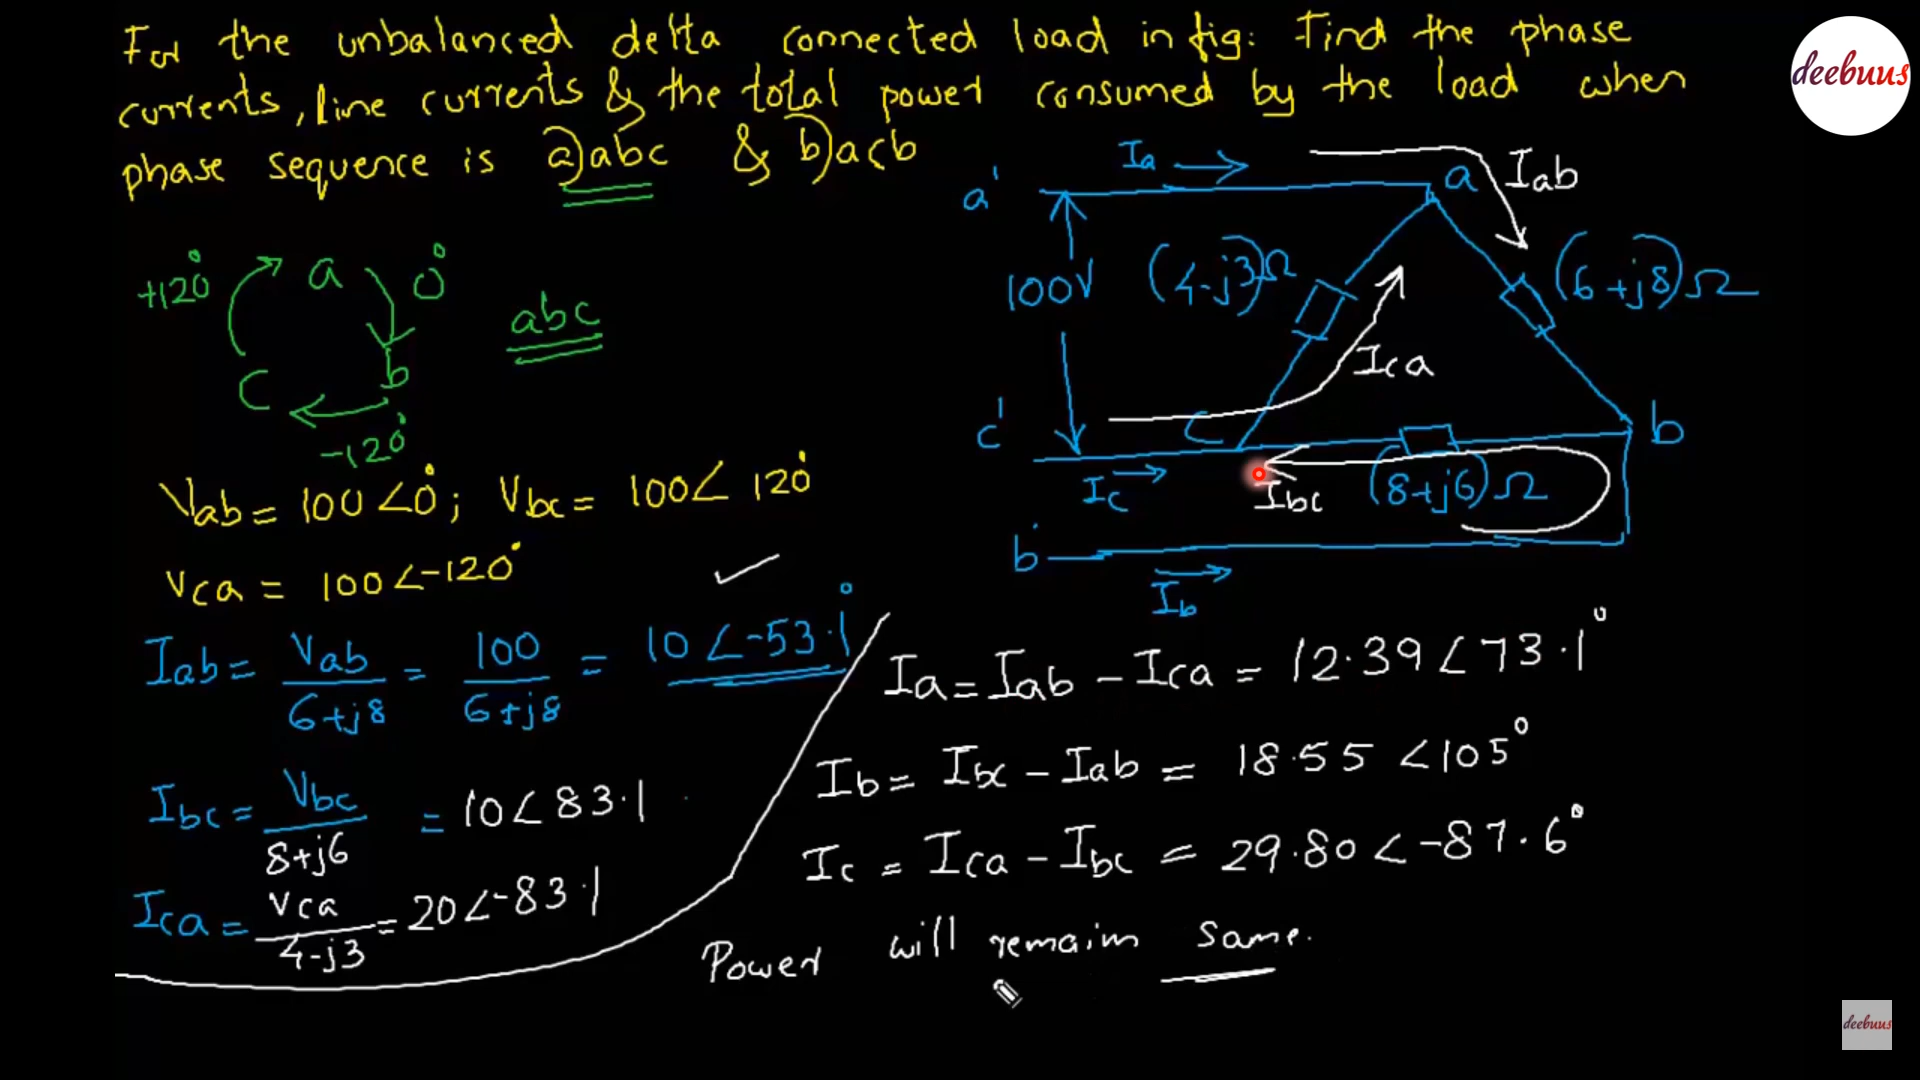 For the unbalanced delta connected load in fig: Find the phase
currents, line currents & the total power consumed by the load when
phase sequence is a)abc & b)acb
deebuus
+120° a 0°
abc
c b
-120°
Ia
a'
a
Iab
100V
(4-j3)Ω
(6+j8)Ω
Ica
c'
c
b
Ic
Ibc
(8+j6)Ω
b'
Ib
Vab = 100∠0°; Vbc = 100∠120°
Vca = 100∠-120°
Iab = Vab / 6+j8 = 100 / 6+j8 = 10∠-53.1°
Ibc = Vbc / 8+j6 = 10∠83.1
Ica = Vca / 4-j3 = 20∠-83.1
Ia = Iab - Ica = 12.39∠73.1°
Ib = Ibc - Iab = 18.55∠105°
Ic = Ica - Ibc = 29.80∠-87.6°
Power will remain same.
deebuus